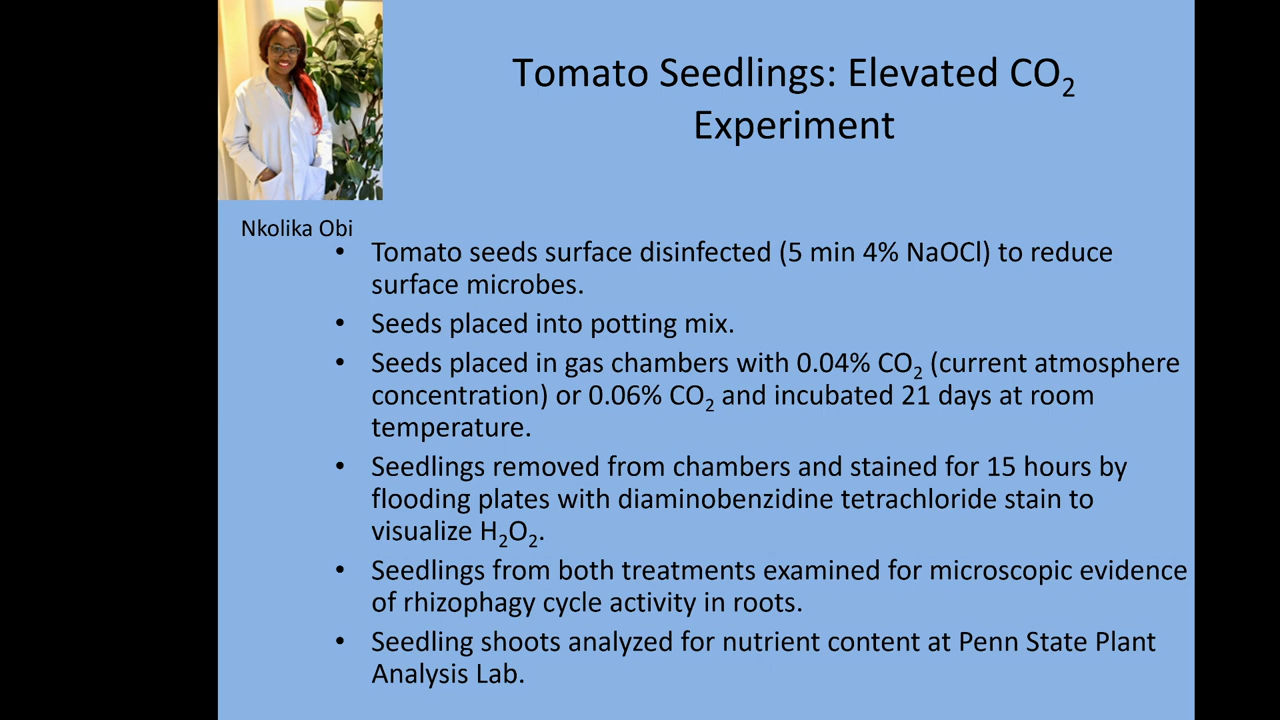 Tomato Seedlings: Elevated CO₂
Experiment
Nkolika Obi
• Tomato seeds surface disinfected (5 min 4% NaOCl) to reduce
surface microbes.
• Seeds placed into potting mix.
• Seeds placed in gas chambers with 0.04% CO₂ (current atmosphere
concentration) or 0.06% CO₂ and incubated 21 days at room
temperature.
• Seedlings removed from chambers and stained for 15 hours by
flooding plates with diaminobenzidine tetrachloride stain to
visualize H₂O₂.
• Seedlings from both treatments examined for microscopic evidence
of rhizophagy cycle activity in roots.
• Seedling shoots analyzed for nutrient content at Penn State Plant
Analysis Lab.